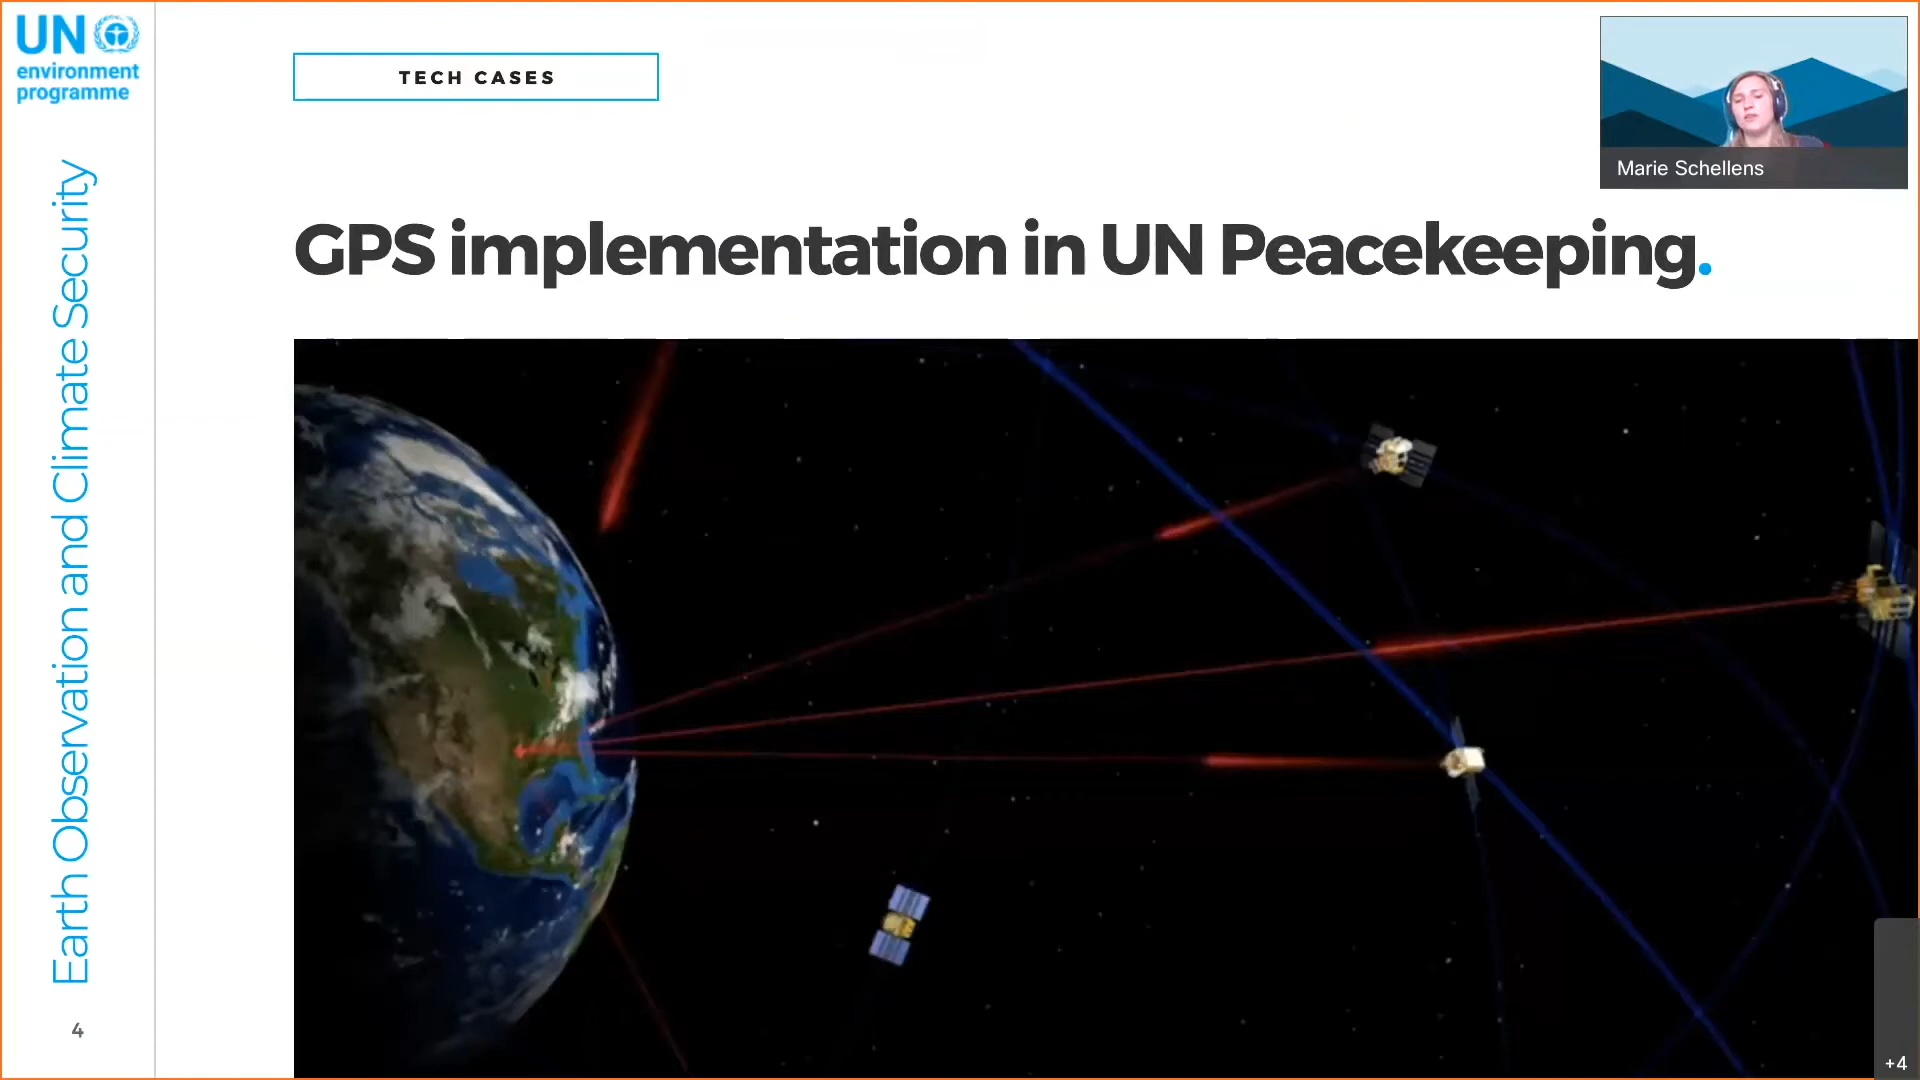 UN
environment
programme
TECH CASES
Marie Schellens
GPS implementation in UN Peacekeeping.
Earth Observation and Climate Security
4
+4